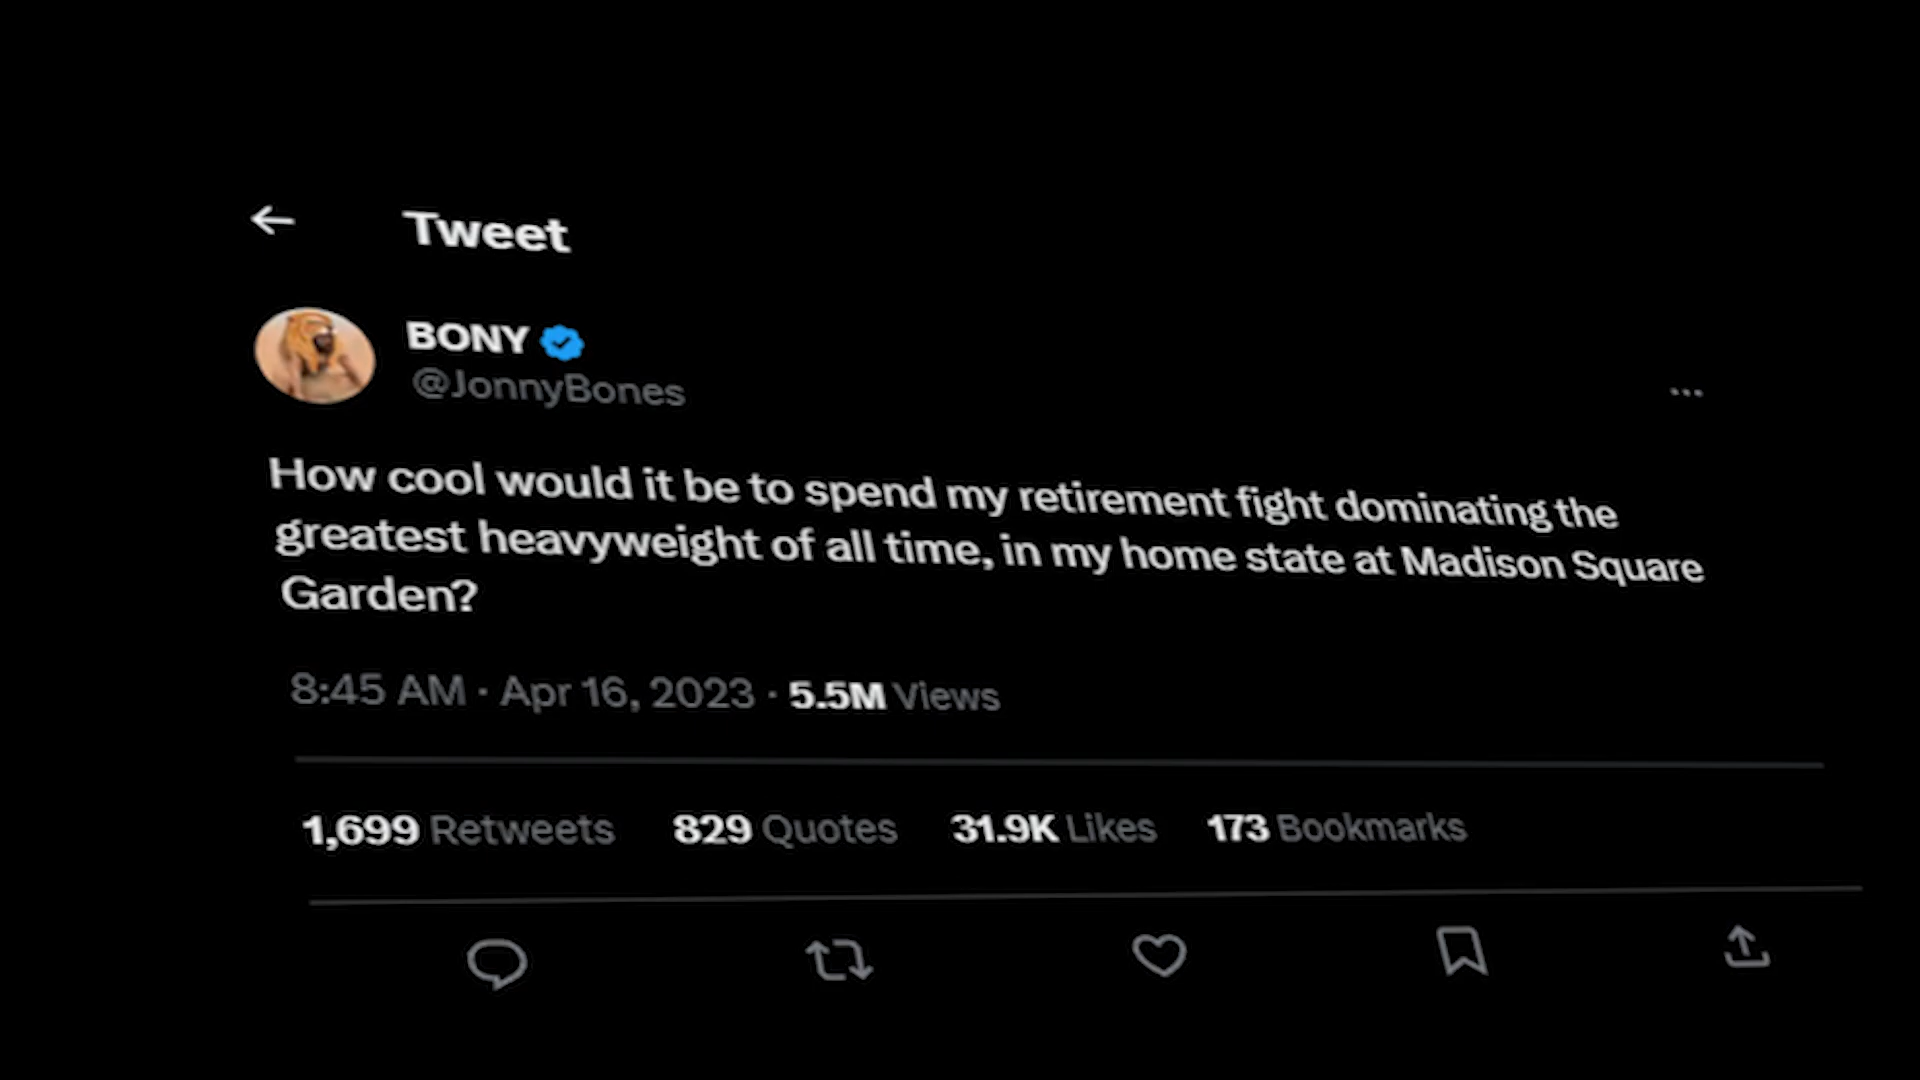 Tweet
BONY
@JonnyBones
How cool would it be to spend my retirement fight dominating the
greatest heavyweight of all time, in my home state at Madison Square
Garden?
8:45 AM · Apr 16, 2023 · 5.5M Views
1,699 Retweets 829 Quotes 31.9K Likes 173 Bookmarks